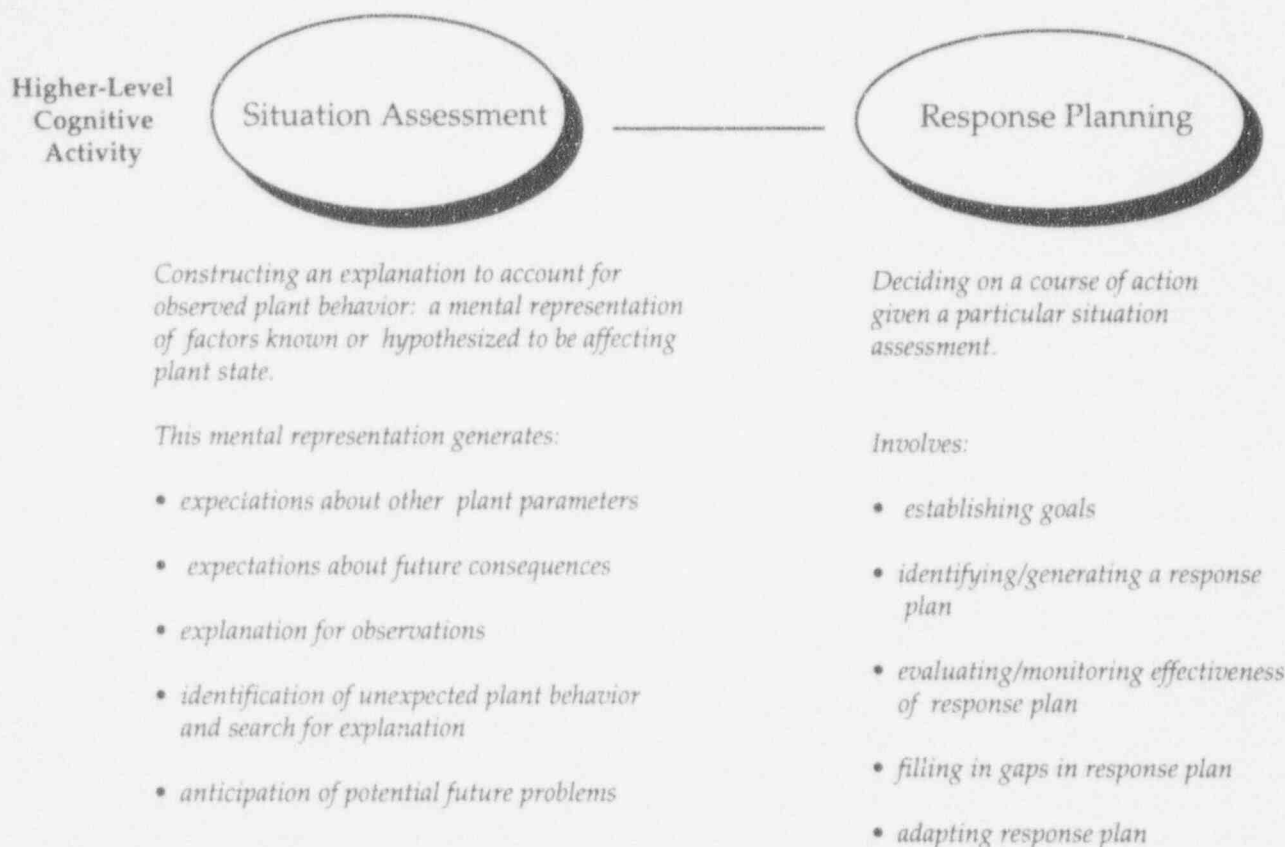 Higher-Level
Cognitive
Activity
Situation Assessment
Response Planning
Constructing an explanation to account for
observed plant behavior: a mental representation
of factors known or hypothesized to be affecting
plant state.
This mental representation generates:
• expectations about other plant parameters
• expectations about future consequences
• explanation for observations
• identification of unexpected plant behavior
and search for explanation
• anticipation of potential future problems
Deciding on a course of action
given a particular situation
assessment.
Involves:
• establishing goals
• identifying/generating a response
plan
• evaluating/monitoring effectiveness
of response plan
• filling in gaps in response plan
• adapting response plan